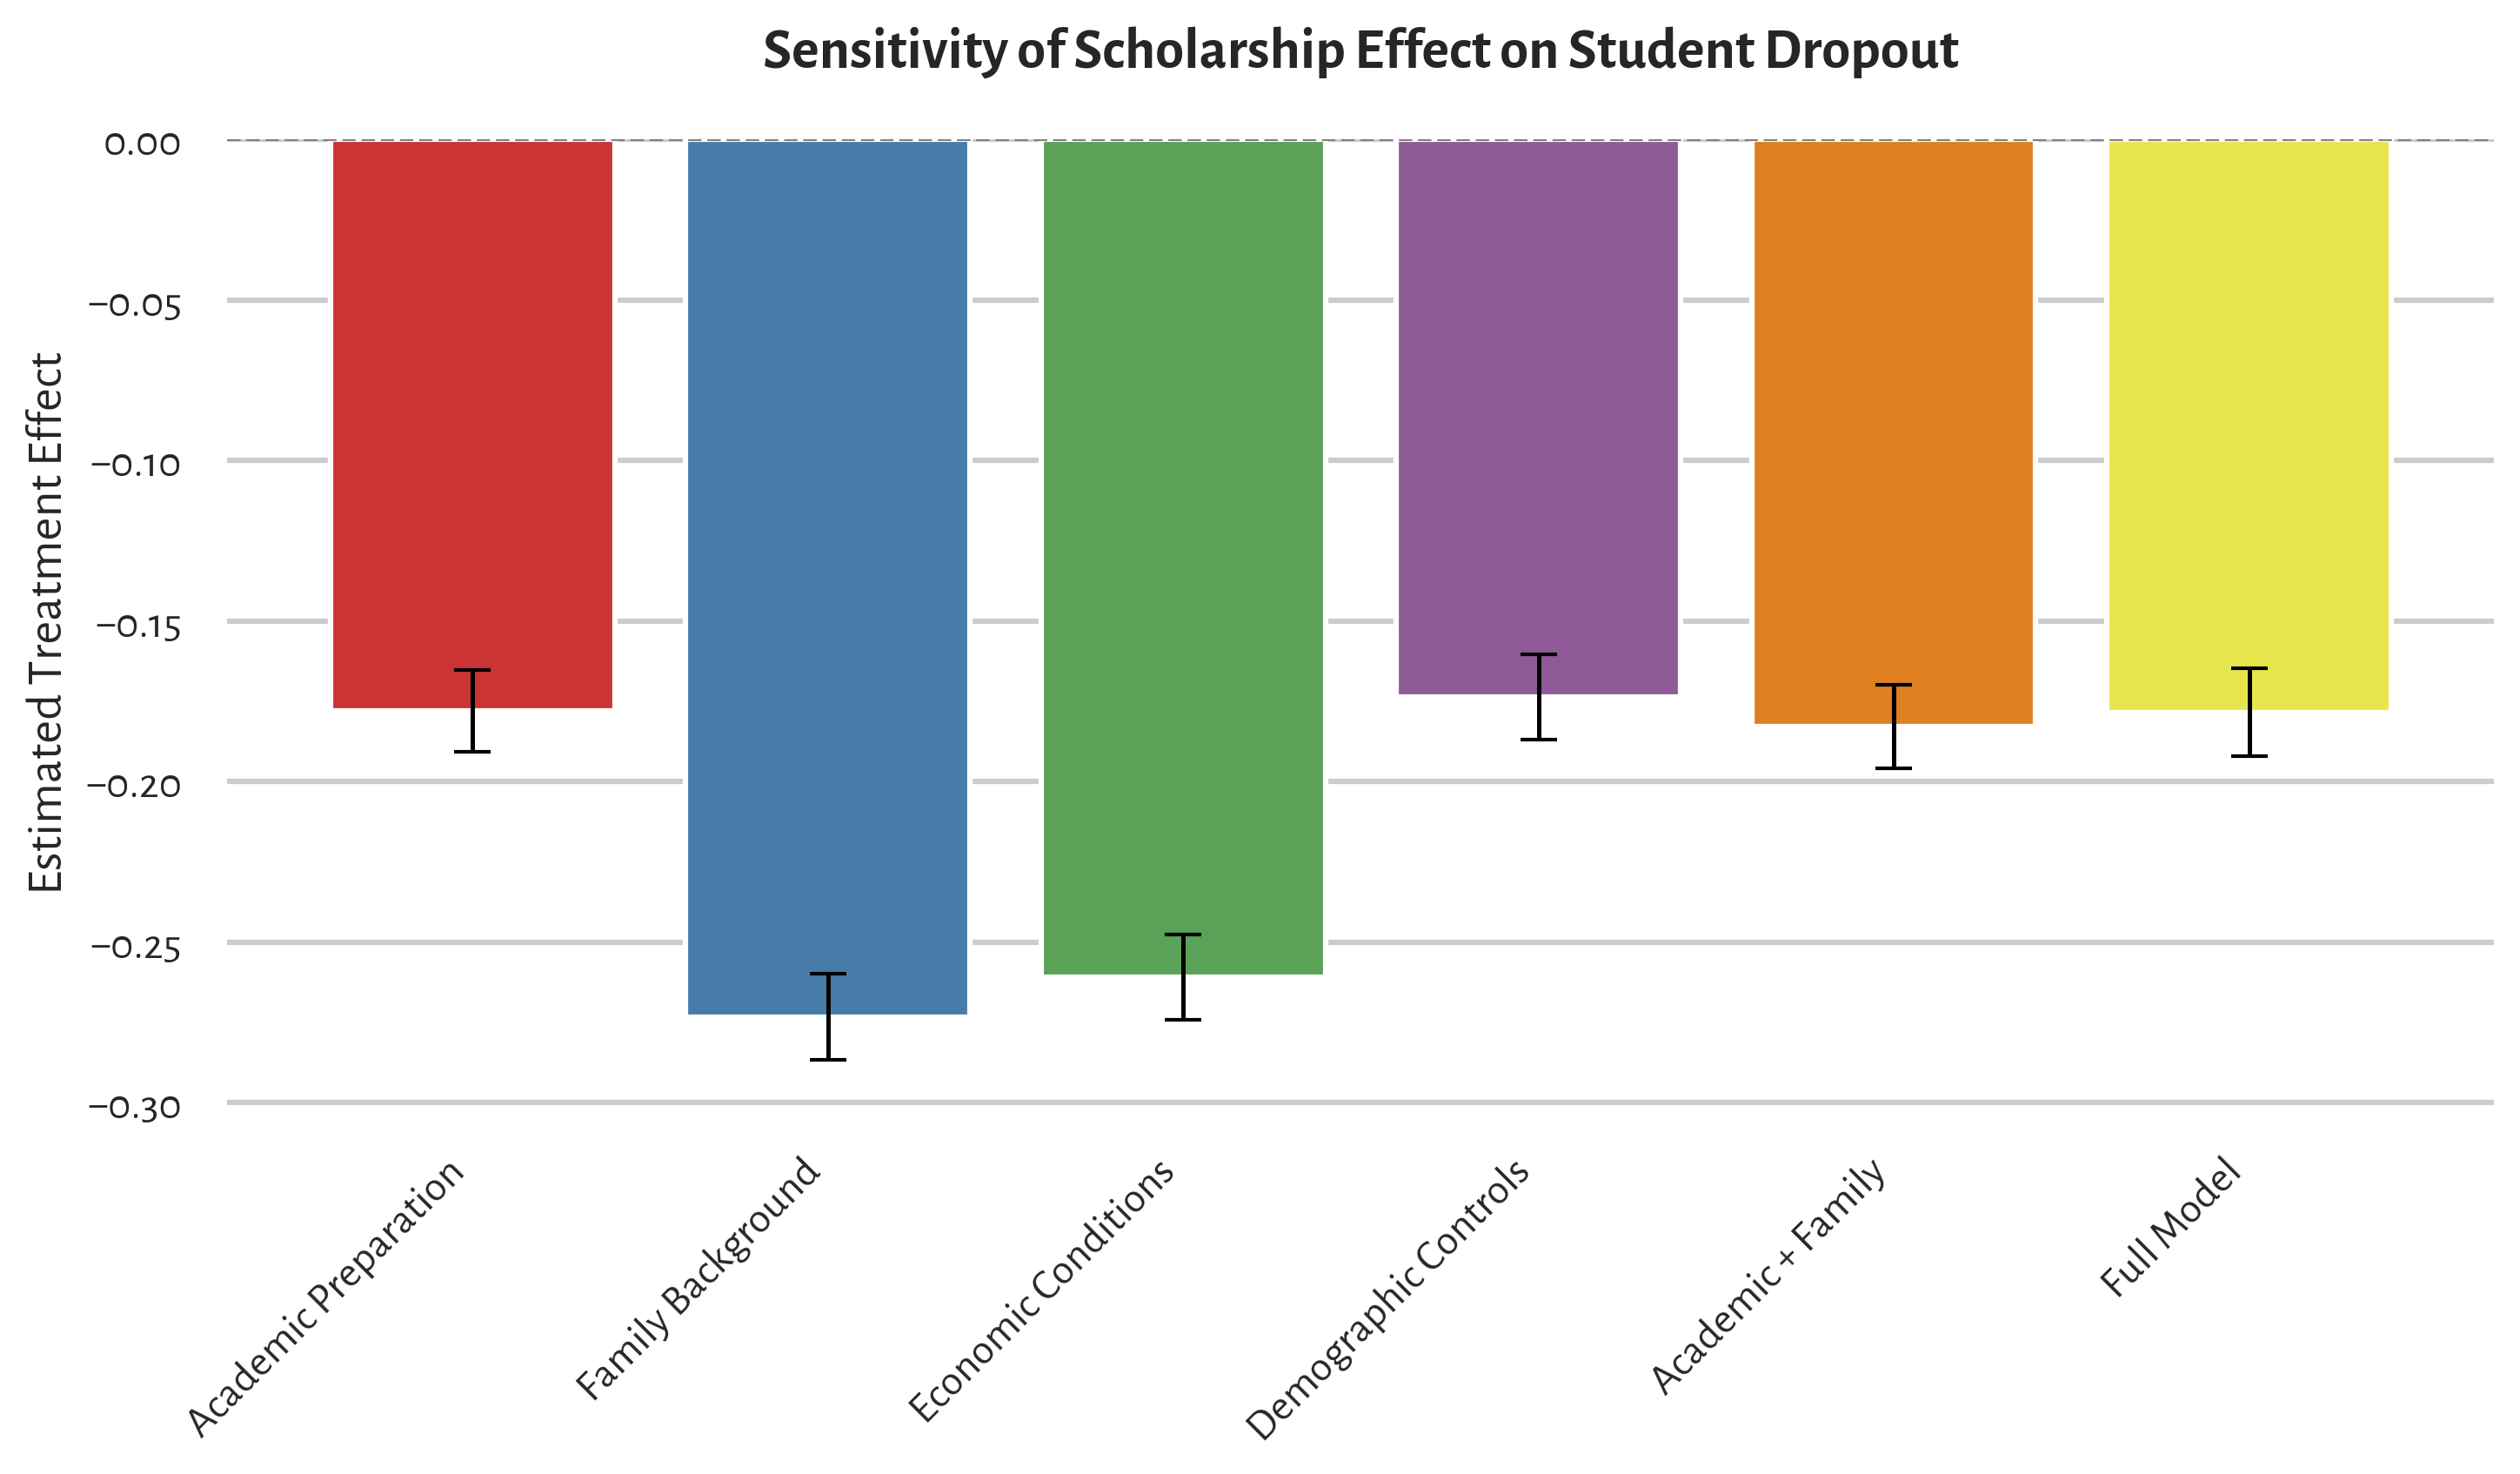 Sensitivity of Scholarship Effect on Student Dropout
Estimated Treatment Effect
0.00
−0.05
−0.10
−0.15
−0.20
−0.25
−0.30
Academic Preparation
Family Background
Economic Conditions
Demographic Controls
Academic + Family
Full Model